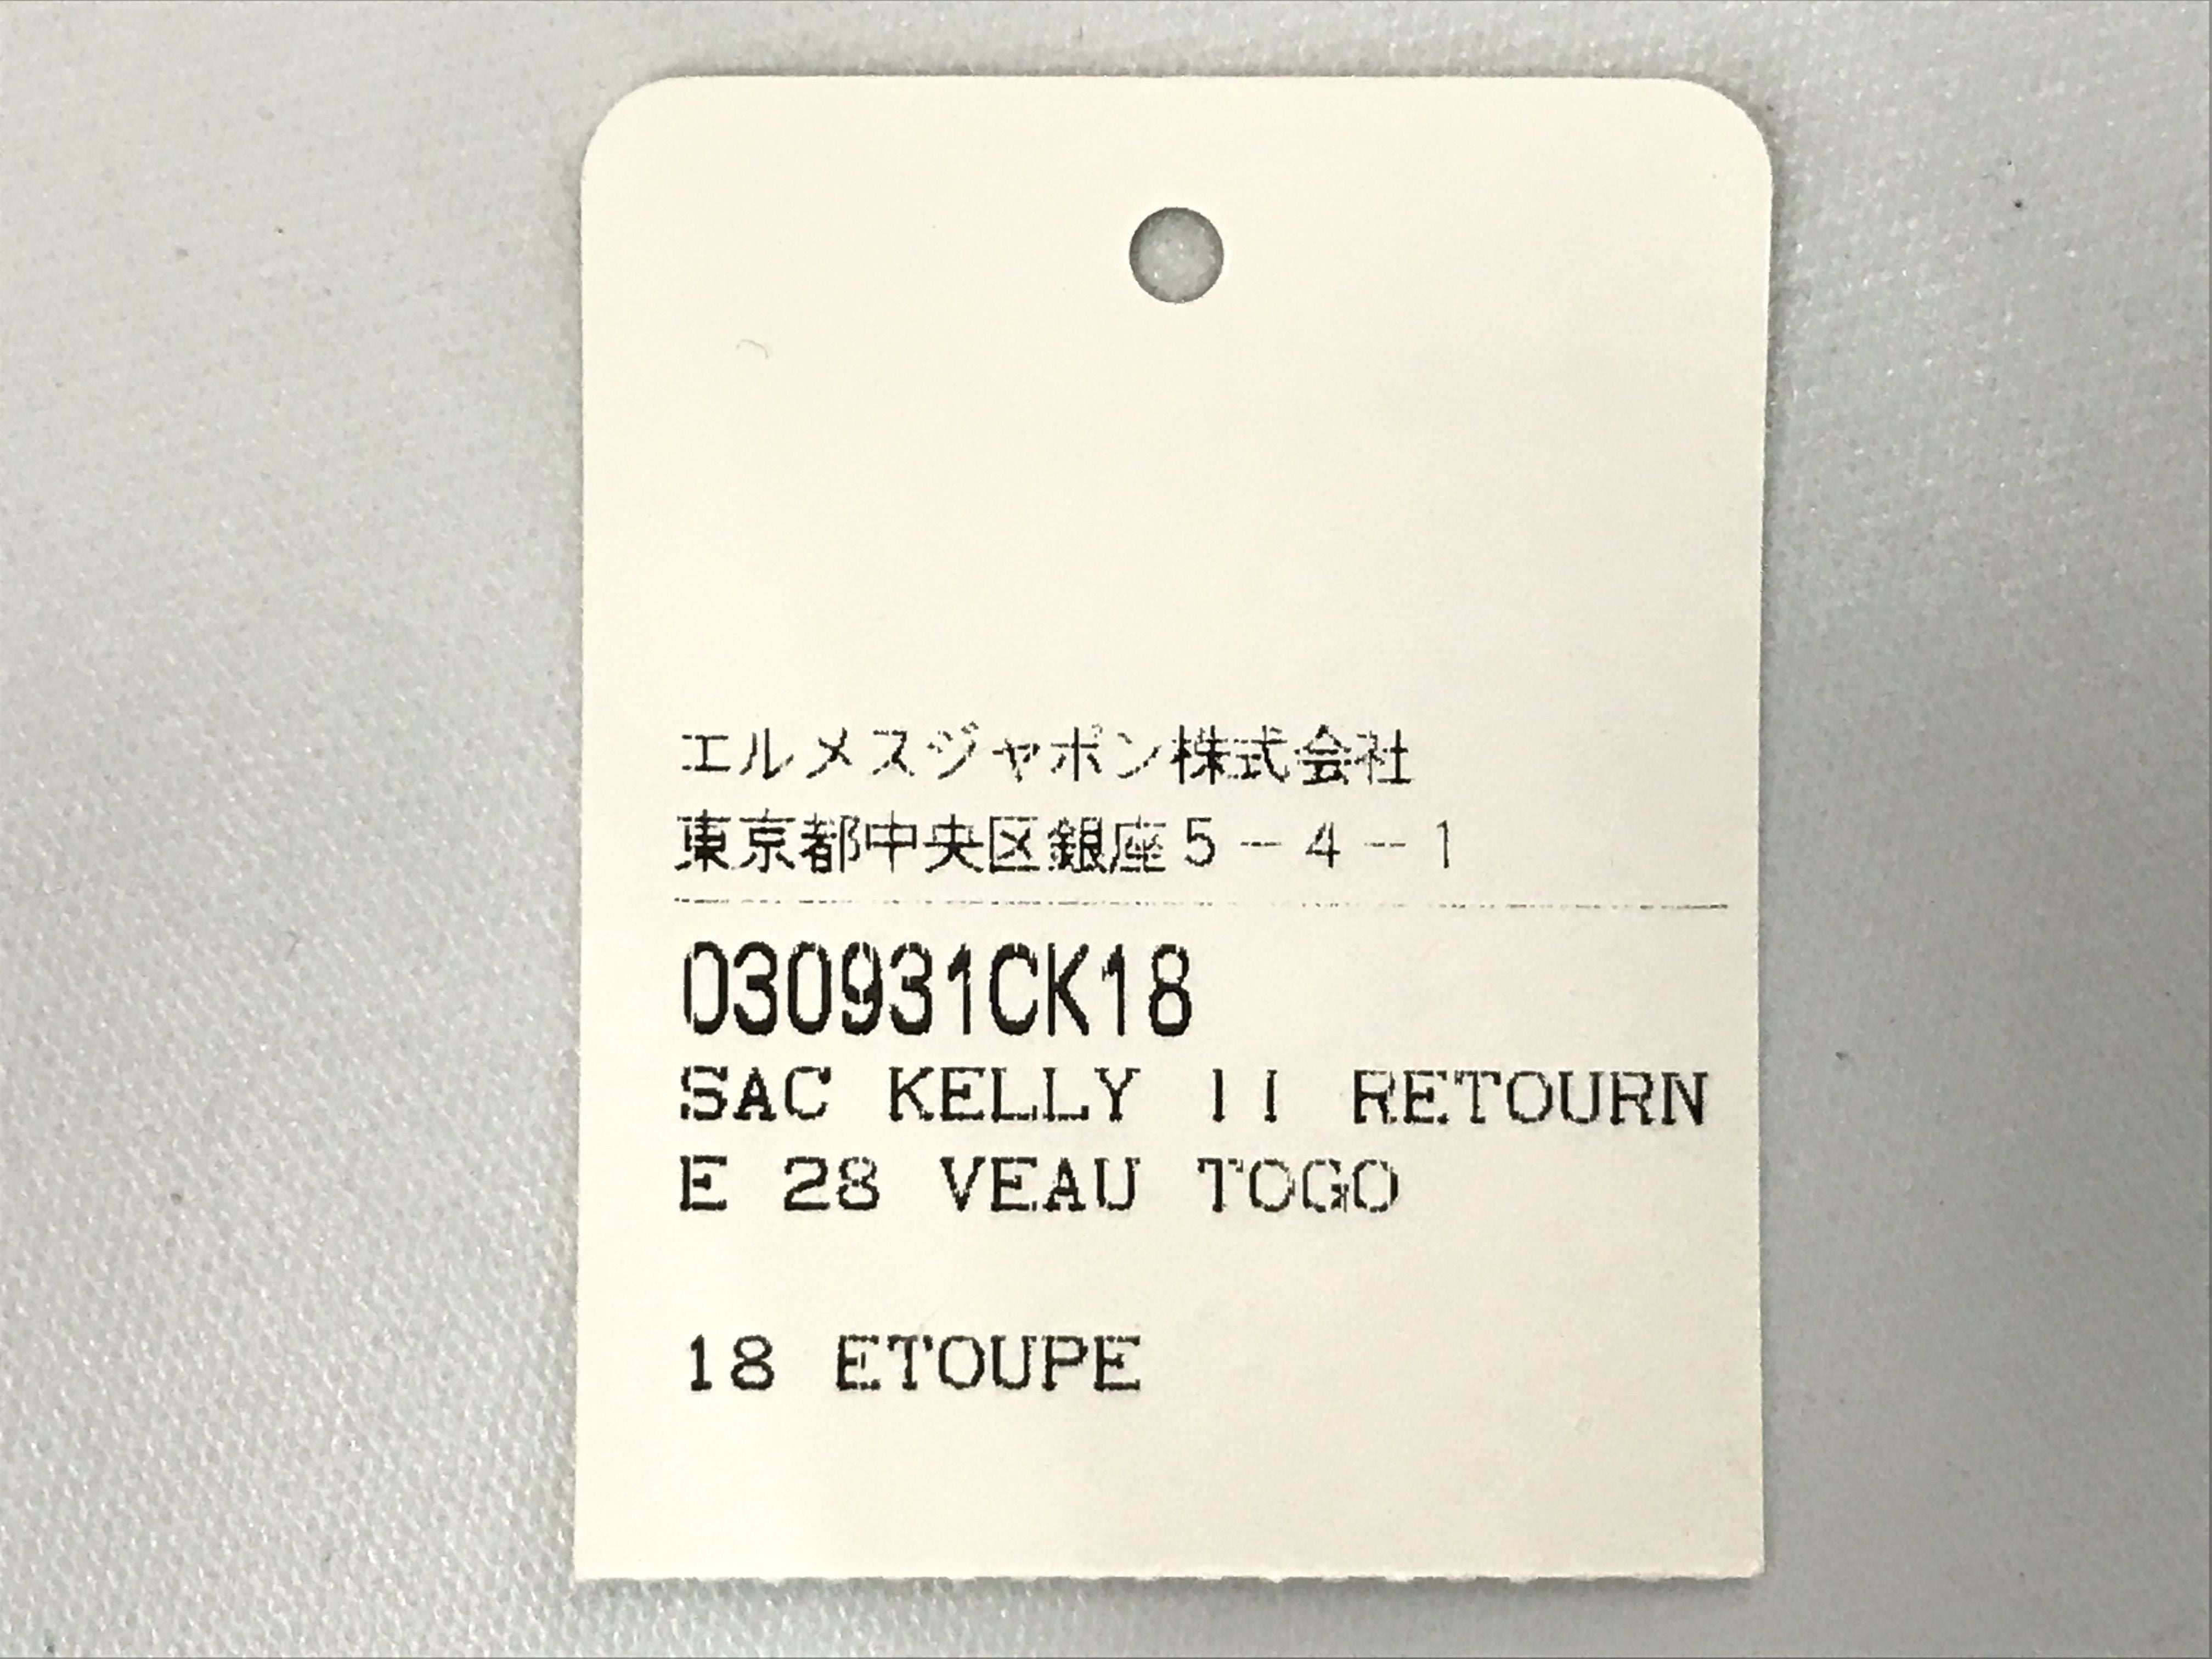 エルメスジャポン株式会社
東京都中央区銀座５－４－１
030931CK18
SAC KELLY II RETOURN
E 28 VEAU TOGO
18 ETOUPE